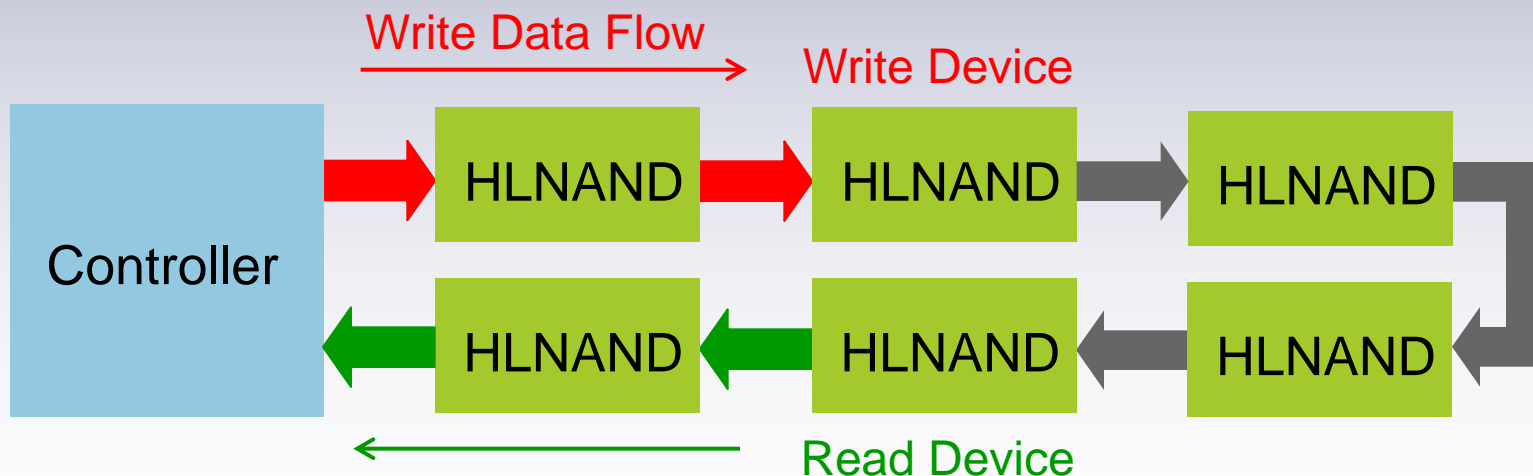 Write Data Flow
Write Device
HLNAND HLNAND HLNAND
Controller
HLNAND HLNAND HLNAND
Read Device